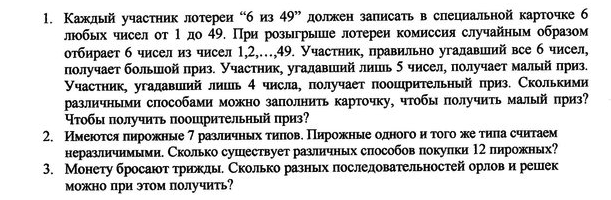 1. Каждый участник лотереи “6 из 49” должен записать в специальной карточке 6
любых чисел от 1 до 49. При розыгрыше лотереи комиссия случайным образом
отбирает 6 чисел из чисел 1,2,…,49. Участник, правильно угадавший все 6 чисел,
получает большой приз. Участник, угадавший лишь 5 чисел, получает малый приз.
Участник, угадавший лишь 4 числа, получает поощрительный приз. Сколькими
различными способами можно заполнить карточку, чтобы получить малый приз?
Чтобы получить поощрительный приз?
2. Имеются пирожные 7 различных типов. Пирожные одного и того же типа считаем
неразличимыми. Сколько существует различных способов покупки 12 пирожных?
3. Монету бросают трижды. Сколько разных последовательностей орлов и решек
можно при этом получить?